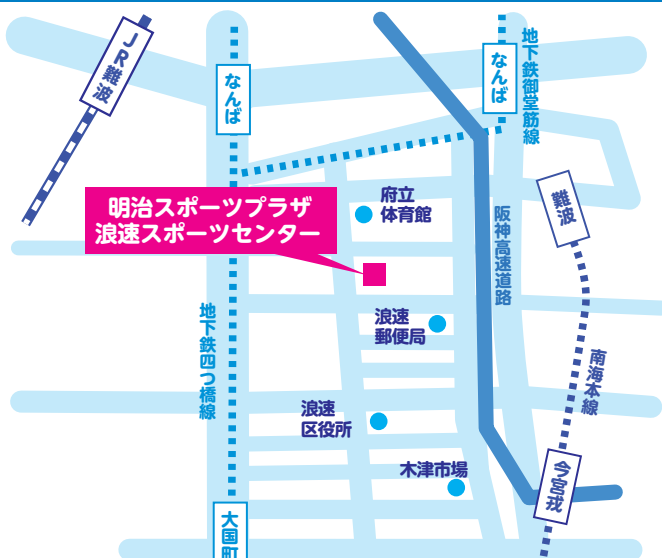 JR難波
なんば
なんば
地下鉄御堂筋線
明治スポーツプラザ
浪速スポーツセンター
府立
体育館
阪神高速道路
難波
地下鉄四つ橋線
浪速
郵便局
南海本線
浪速
区役所
木津市場
今宮戎
大国町